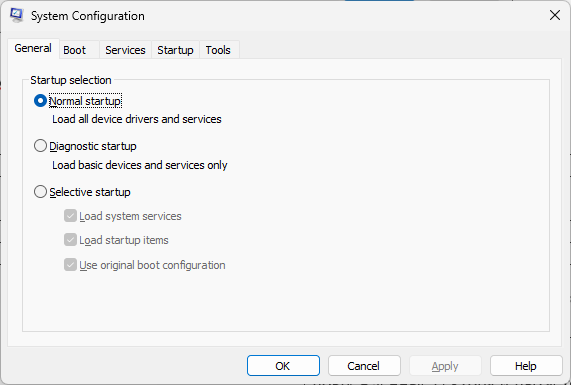 System Configuration
General Boot Services Startup Tools
Startup selection
Normal startup
Load all device drivers and services
Diagnostic startup
Load basic devices and services only
Selective startup
Load system services
Load startup items
Use original boot configuration
OK Cancel Apply Help